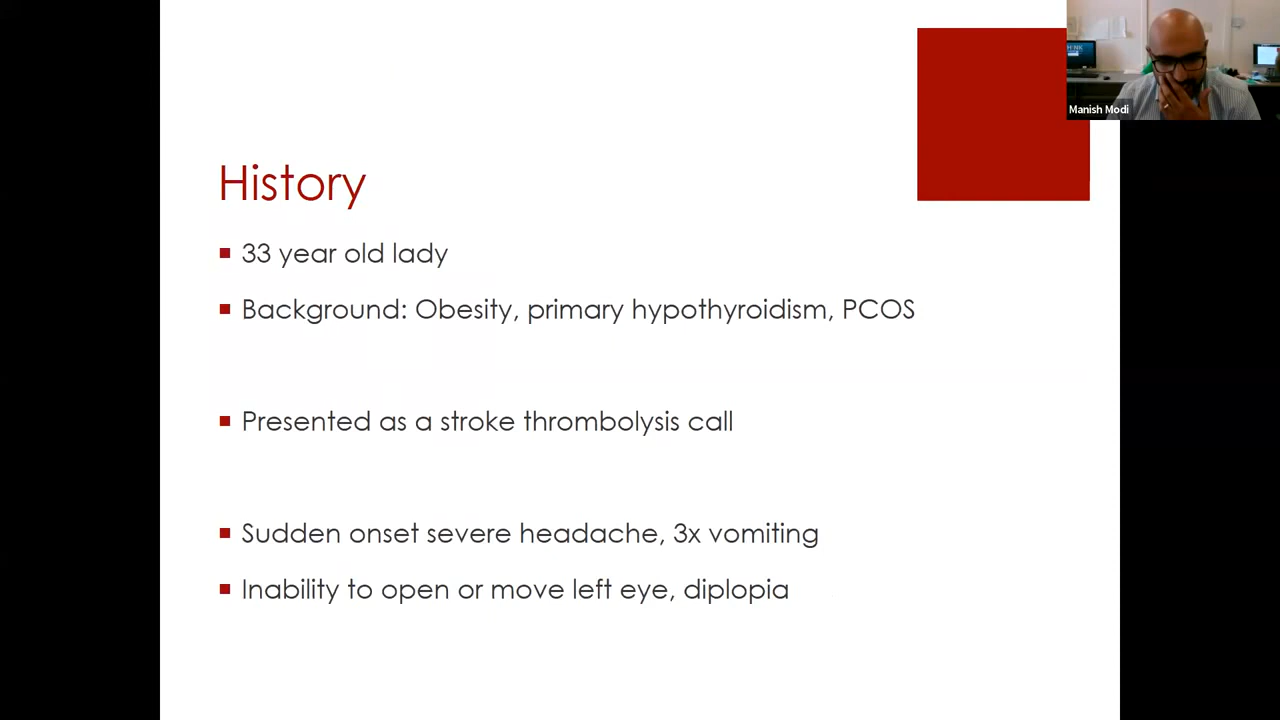 Manish Modi
History
33 year old lady
Background: Obesity, primary hypothyroidism, PCOS
Presented as a stroke thrombolysis call
Sudden onset severe headache, 3x vomiting
Inability to open or move left eye, diplopia